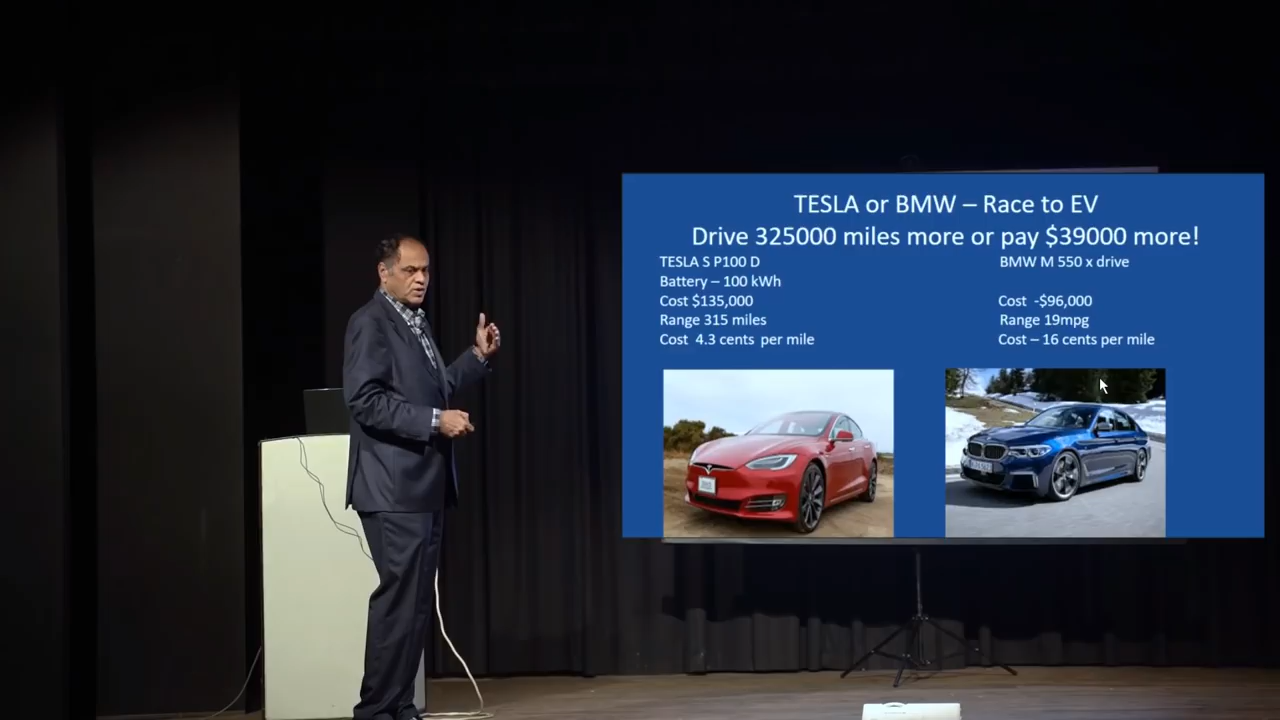 TESLA or BMW – Race to EV
Drive 325000 miles more or pay $39000 more!
TESLA S P100 D
Battery – 100 kWh
Cost $135,000
Range 315 miles
Cost 4.3 cents per mile
BMW M 550 x drive
Cost -$96,000
Range 19mpg
Cost – 16 cents per mile